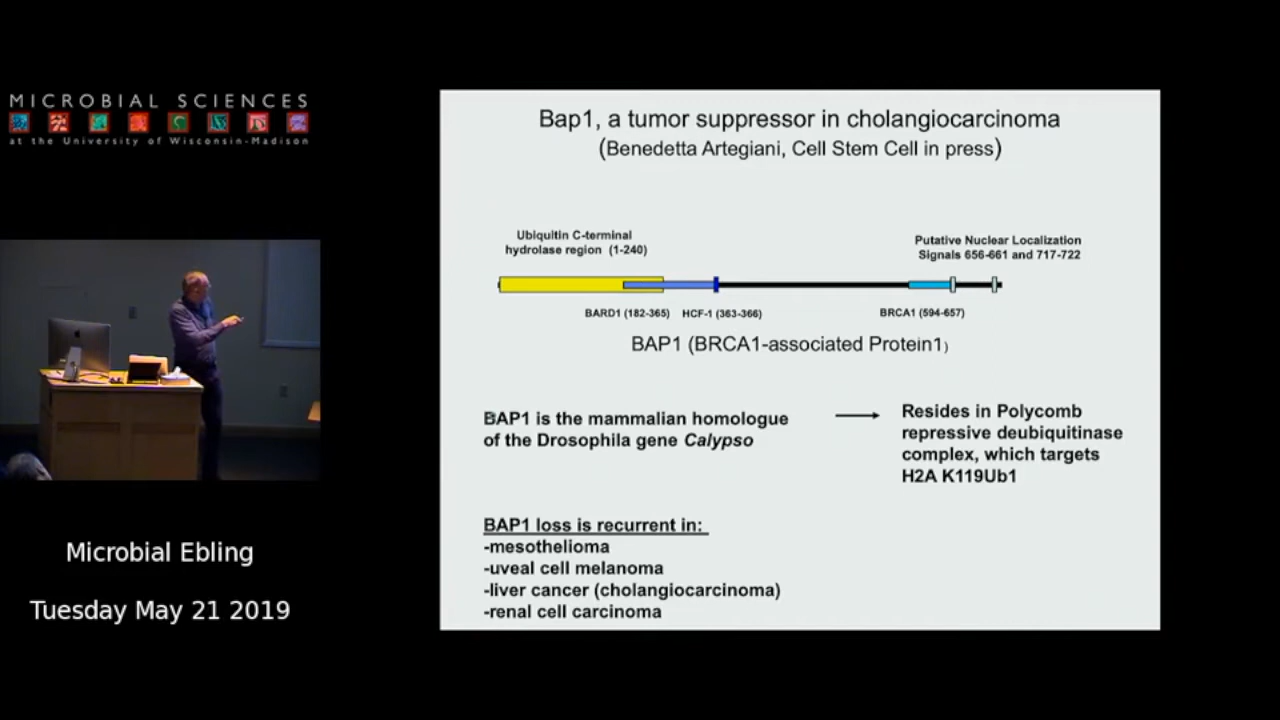 MICROBIAL SCIENCES
at the University of Wisconsin-Madison
Microbial Ebling
Tuesday May 21 2019
Bap1, a tumor suppressor in cholangiocarcinoma
(Benedetta Artegiani, Cell Stem Cell in press)
Ubiquitin C-terminal
hydrolase region (1-240)
Putative Nuclear Localization
Signals 656-661 and 717-722
BARD1 (182-365) HCF-1 (363-366)
BRCA1 (594-657)
BAP1 (BRCA1-associated Protein1)
BAP1 is the mammalian homologue
of the Drosophila gene Calypso
Resides in Polycomb
repressive deubiquitinase
complex, which targets
H2A K119Ub1
BAP1 loss is recurrent in:
-mesothelioma
-uveal cell melanoma
-liver cancer (cholangiocarcinoma)
-renal cell carcinoma